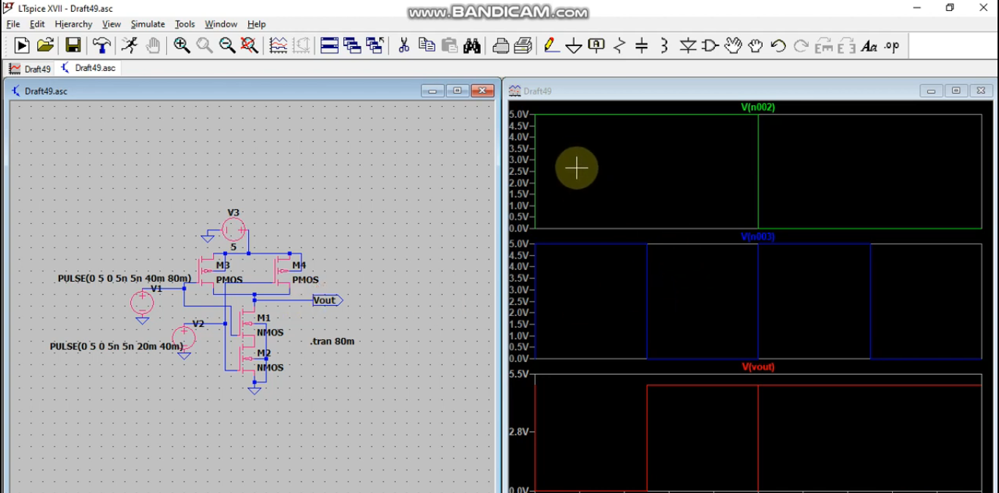 LTspice XVII - Draft49.asc
www.BANDICAM.com
File Edit Hierarchy View Simulate Tools Window Help
Aa .op
Draft49 Draft49.asc
Draft49.asc
V3
5
M3
M4
PULSE(0 5 0 5n 5n 40m 80m)
PMOS
PMOS
V1
Vout
M1
V2
NMOS
.tran 80m
PULSE(0 5 0 5n 5n 20m 40m)
M2
NMOS
Draft49
V(n002)
5.0V
4.5V
4.0V
3.5V
3.0V
2.5V
2.0V
1.5V
1.0V
0.5V
0.0V
V(n003)
5.0V
4.5V
4.0V
3.5V
3.0V
2.5V
2.0V
1.5V
1.0V
0.5V
0.0V
V(vout)
5.5V
2.8V
0.0V